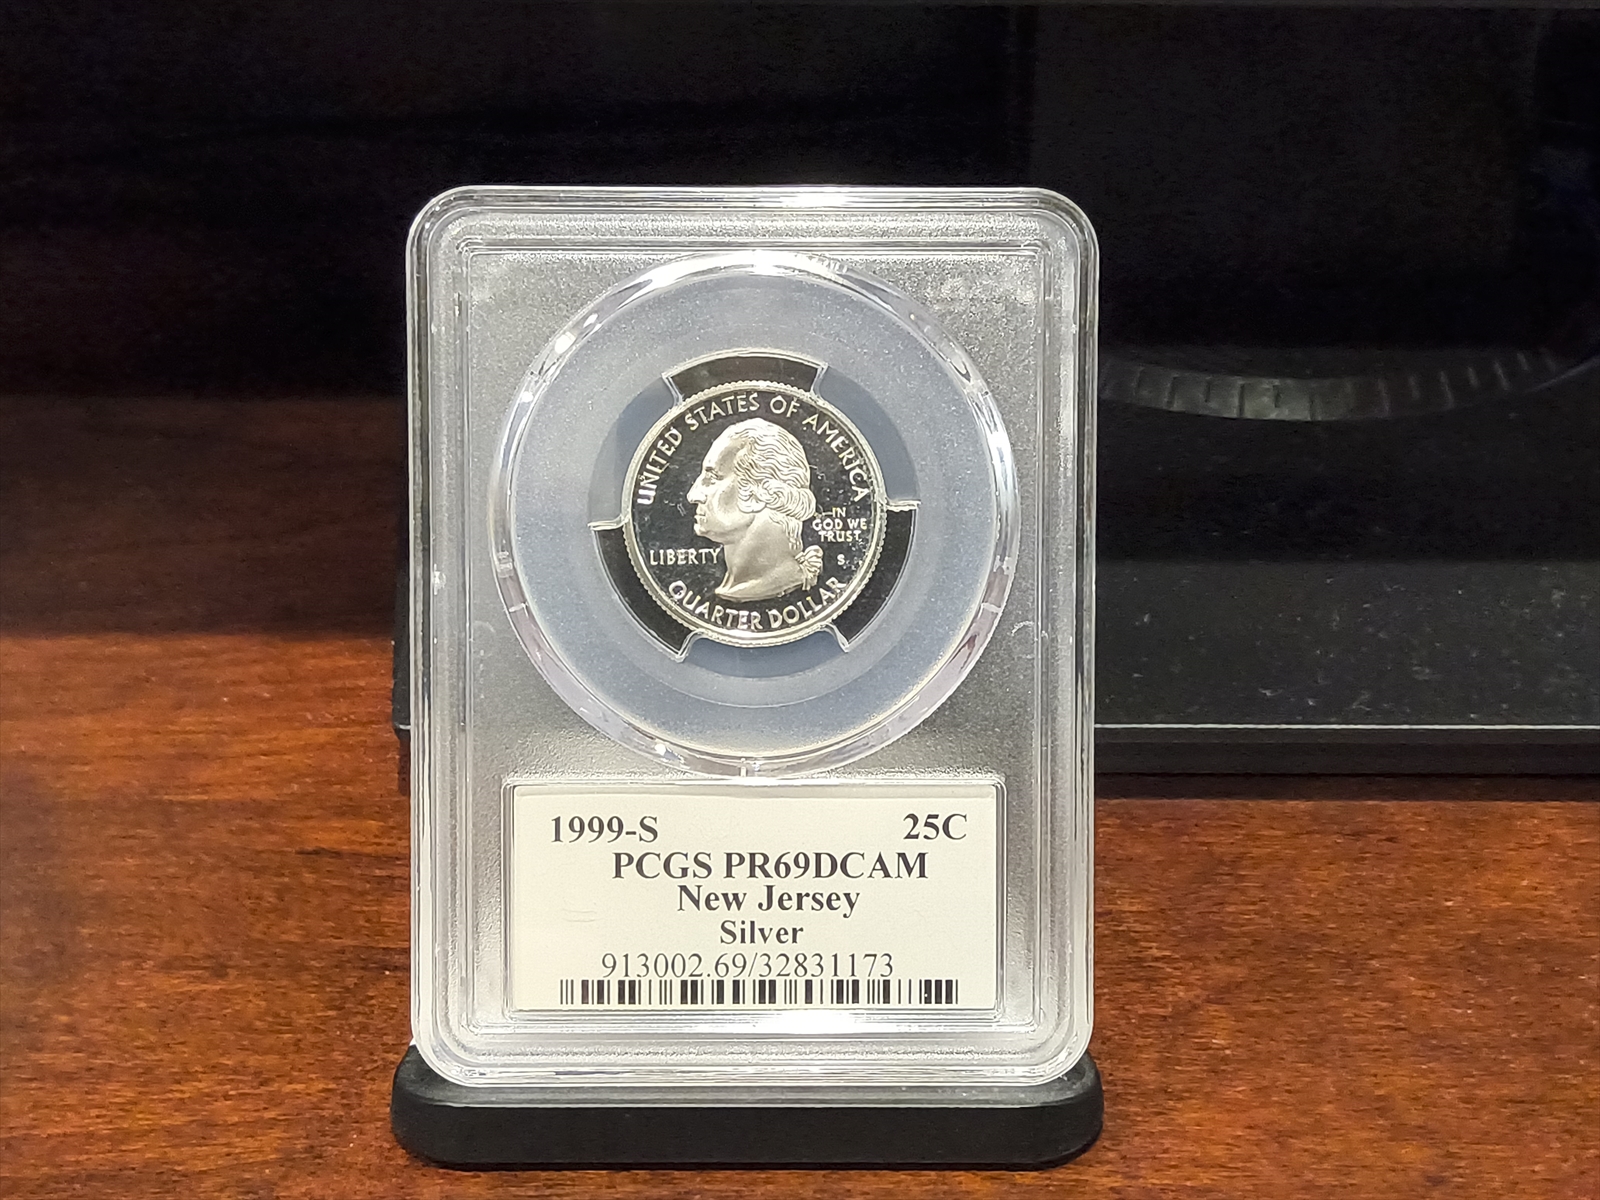 UNITED STATES OF AMERICA
IN
GOD WE
TRUST
LIBERTY
S
QUARTER DOLLAR
1999-S 25C
PCGS PR69DCAM
New Jersey
Silver
913002.69/32831173